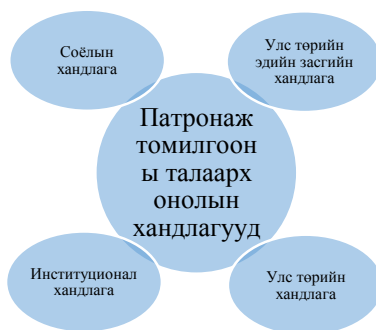 Соёлын
хандлага
Улс төрийн
эдийн засгийн
хандлага
Патронаж
томилгоон
ы талаарх
онолын
хандлагууд
Институционал
хандлага
Улс төрийн
хандлага